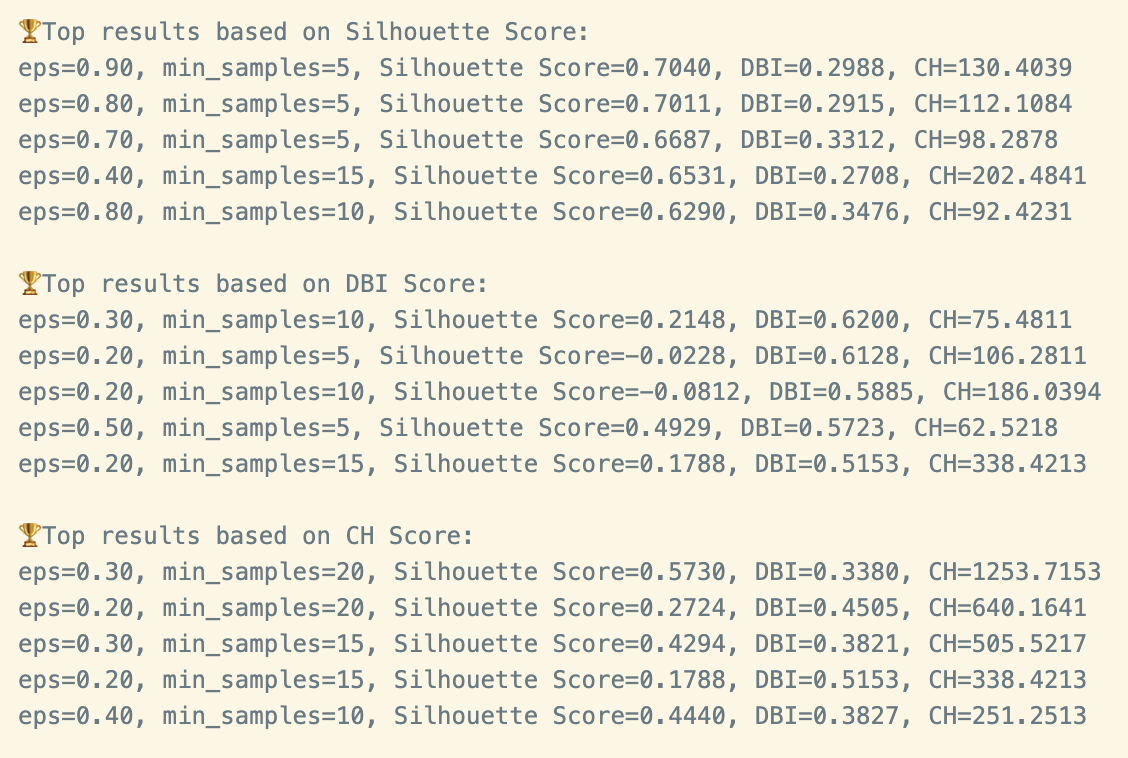 🏆Top results based on Silhouette Score:
eps=0.90, min_samples=5, Silhouette Score=0.7040, DBI=0.2988, CH=130.4039
eps=0.80, min_samples=5, Silhouette Score=0.7011, DBI=0.2915, CH=112.1084
eps=0.70, min_samples=5, Silhouette Score=0.6687, DBI=0.3312, CH=98.2878
eps=0.40, min_samples=15, Silhouette Score=0.6531, DBI=0.2708, CH=202.4841
eps=0.80, min_samples=10, Silhouette Score=0.6290, DBI=0.3476, CH=92.4231

🏆Top results based on DBI Score:
eps=0.30, min_samples=10, Silhouette Score=0.2148, DBI=0.6200, CH=75.4811
eps=0.20, min_samples=5, Silhouette Score=-0.0228, DBI=0.6128, CH=106.2811
eps=0.20, min_samples=10, Silhouette Score=-0.0812, DBI=0.5885, CH=186.0394
eps=0.50, min_samples=5, Silhouette Score=0.4929, DBI=0.5723, CH=62.5218
eps=0.20, min_samples=15, Silhouette Score=0.1788, DBI=0.5153, CH=338.4213

🏆Top results based on CH Score:
eps=0.30, min_samples=20, Silhouette Score=0.5730, DBI=0.3380, CH=1253.7153
eps=0.20, min_samples=20, Silhouette Score=0.2724, DBI=0.4505, CH=640.1641
eps=0.30, min_samples=15, Silhouette Score=0.4294, DBI=0.3821, CH=505.5217
eps=0.20, min_samples=15, Silhouette Score=0.1788, DBI=0.5153, CH=338.4213
eps=0.40, min_samples=10, Silhouette Score=0.4440, DBI=0.3827, CH=251.2513